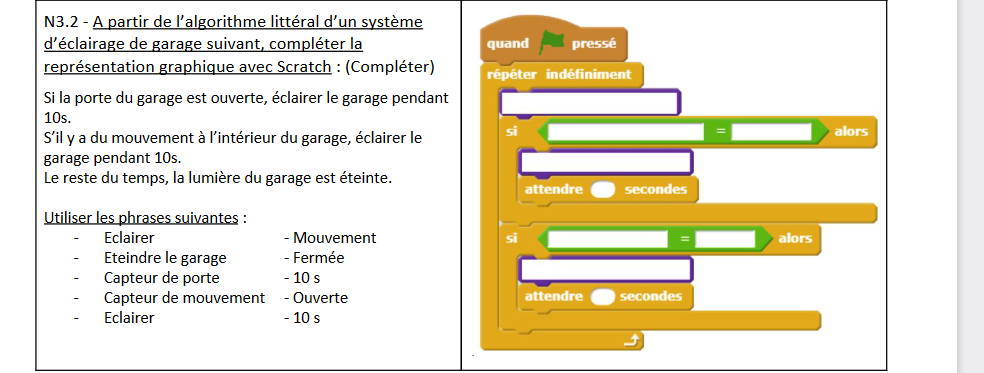 N3.2 - A partir de l’algorithme littéral d’un système
d’éclairage de garage suivant, compléter la
représentation graphique avec Scratch : (Compléter)
Si la porte du garage est ouverte, éclairer le garage pendant
10s.
S’il y a du mouvement à l’intérieur du garage, éclairer le
garage pendant 10s.
Le reste du temps, la lumière du garage est éteinte.
Utiliser les phrases suivantes :
- Eclairer - Mouvement
- Eteindre le garage - Fermée
- Capteur de porte - 10 s
- Capteur de mouvement - Ouverte
- Eclairer - 10 s
quand pressé
répéter indéfiniment
si = alors
attendre secondes
si = alors
attendre secondes